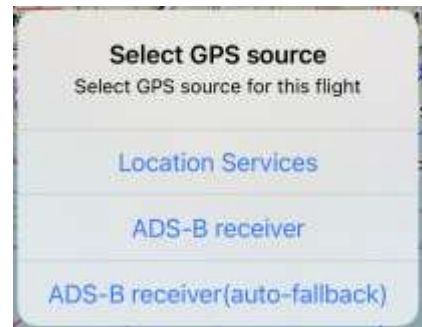 Select GPS source
Select GPS source for this flight
Location Services
ADS-B receiver
ADS-B receiver(auto-fallback)